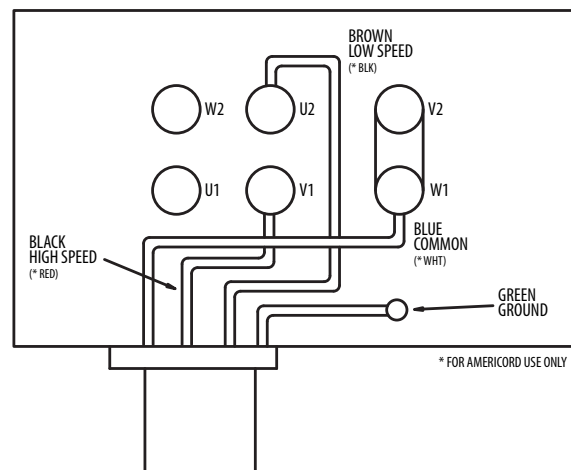 BROWN
LOW SPEED
(* BLK)
W2
U2
V2
U1
V1
W1
BLACK
HIGH SPEED
(* RED)
BLUE
COMMON
(* WHT)
GREEN
GROUND
* FOR AMERICORD USE ONLY